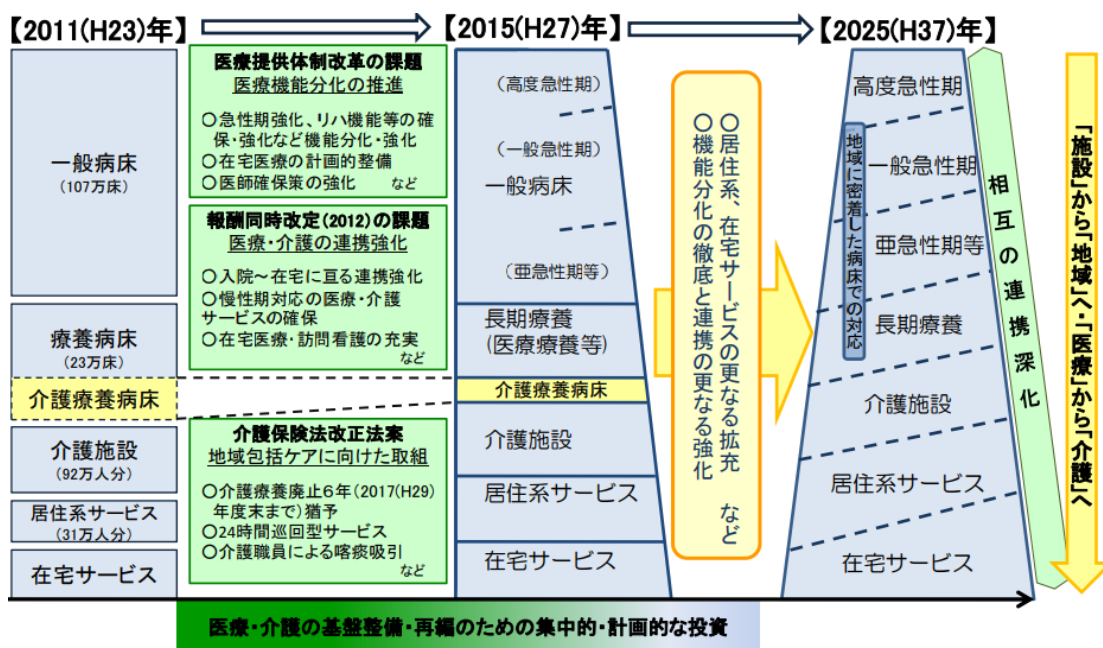 【2011(H23)年】
【2015(H27)年】
【2025(H37)年】
一般病床
(107万床)
療養病床
(23万床)
介護療養病床
介護施設
(92万人分)
居住系サービス
(31万人分)
在宅サービス
医療提供体制改革の課題
医療機能分化の推進
○急性期強化、リハ機能等の確
保・強化など機能分化・強化
○在宅医療の計画的整備
○医師確保策の強化 など
報酬同時改定(2012)の課題
医療・介護の連携強化
○入院～在宅に亘る連携強化
○慢性期対応の医療・介護
サービスの確保
○在宅医療・訪問看護の充実
など
介護保険法改正法案
地域包括ケアに向けた取組
○介護療養廃止6年(2017(H29)
年度末まで)猶予
○24時間巡回型サービス
○介護職員による喀痰吸引
など
(高度急性期)
(一般急性期)
一般病床
(亜急性期等)
長期療養
(医療療養等)
介護療養病床
介護施設
居住系サービス
在宅サービス
○居住系、在宅サービスの更なる拡充 など
○機能分化の徹底と連携の更なる強化
高度急性期
一般急性期
亜急性期等
長期療養
介護施設
居住系サービス
在宅サービス
地域に密着した病床での対応
相互の連携深化
「施設」から「地域」へ・「医療」から「介護」へ
医療・介護の基盤整備・再編のための集中的・計画的な投資